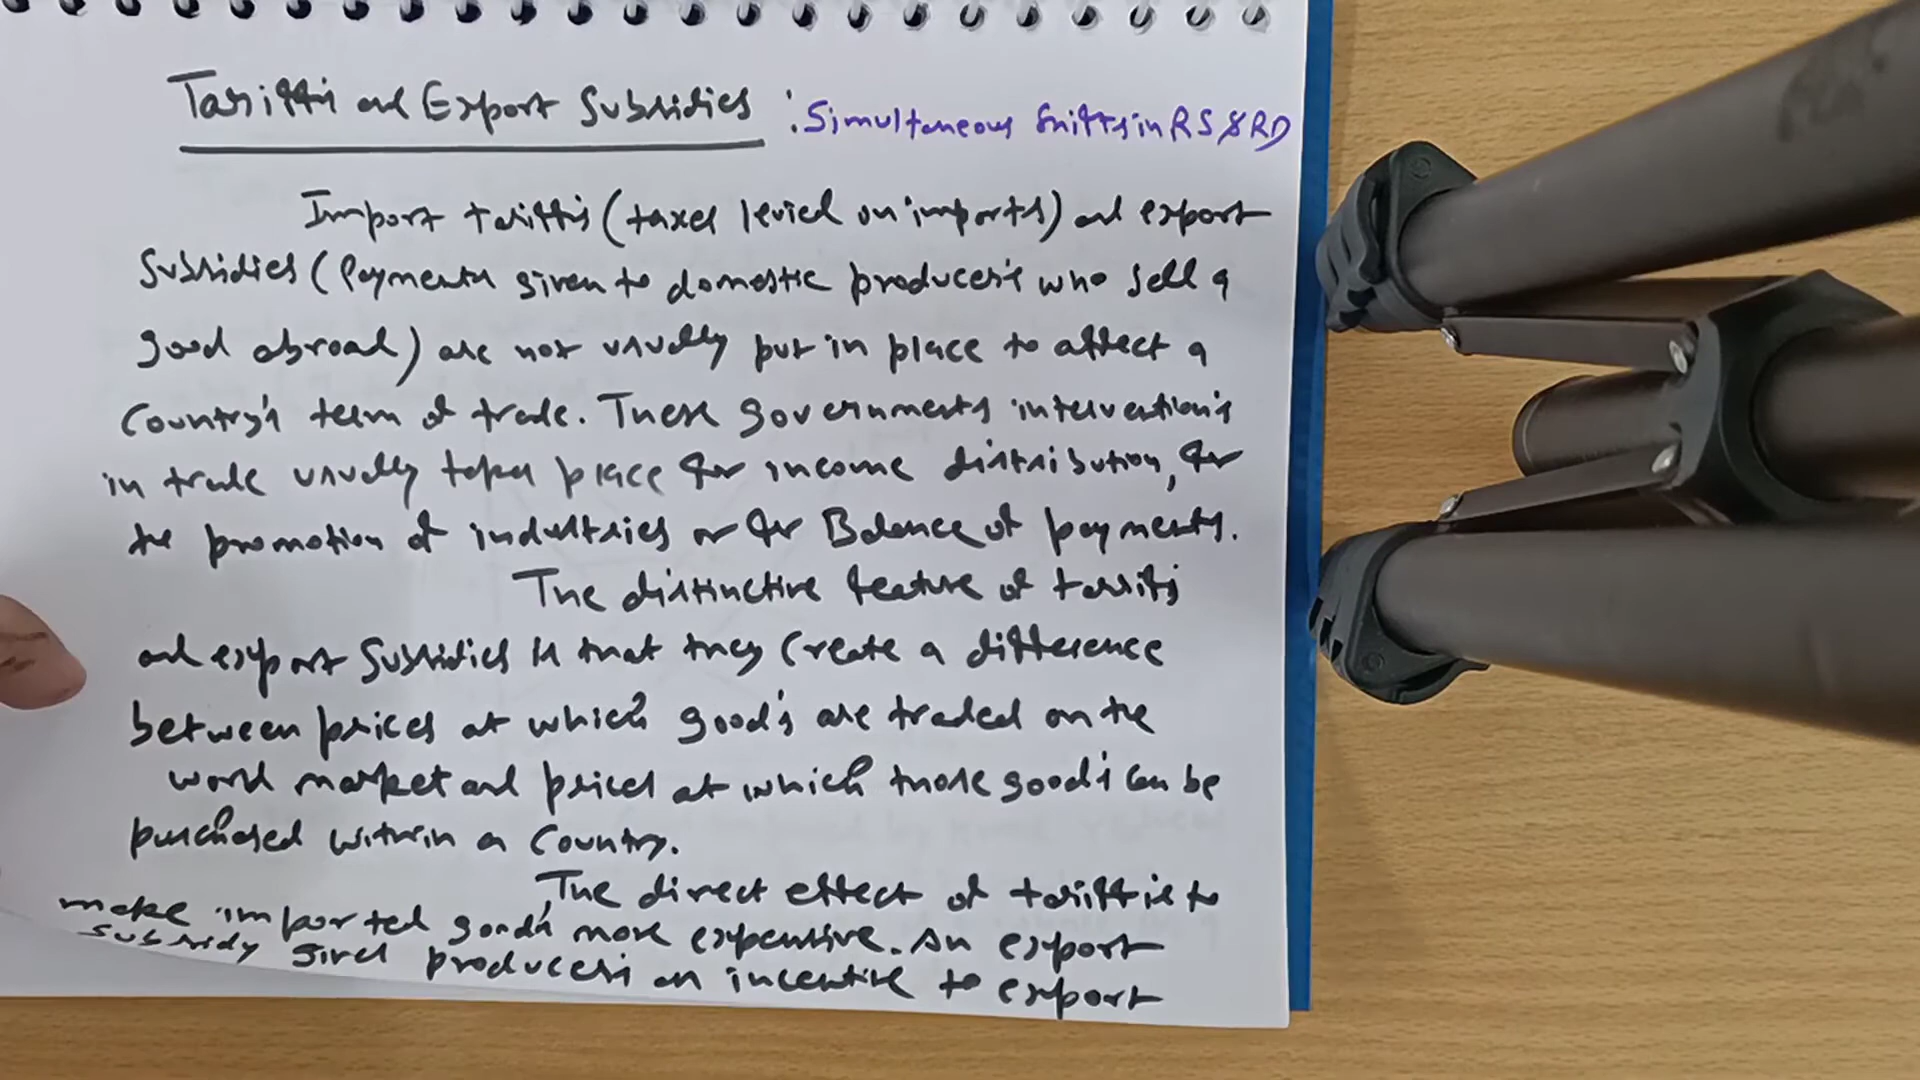 Tariffs and Export Subsidies : Simultaneous Shifts in RS & RD
Import tariffs (taxes levied on imports) and export
Subsidies (Payments given to domestic producers who sell a
good abroad) are not usually put in place to affect a
Country's term of trade. These governments intervention's
in trade usually takes place for income distribution, for
the promotion of industries or for Balance of payments.
The distinctive feature of tarrifs
and export Subsidies is that they create a difference
between prices at which good's are traded on the
world market and prices at which those good's can be
purchased within a Country.
The direct effect of tariff is to
make imported good's more expensive. An export
subsidy gives producers an incentive to export